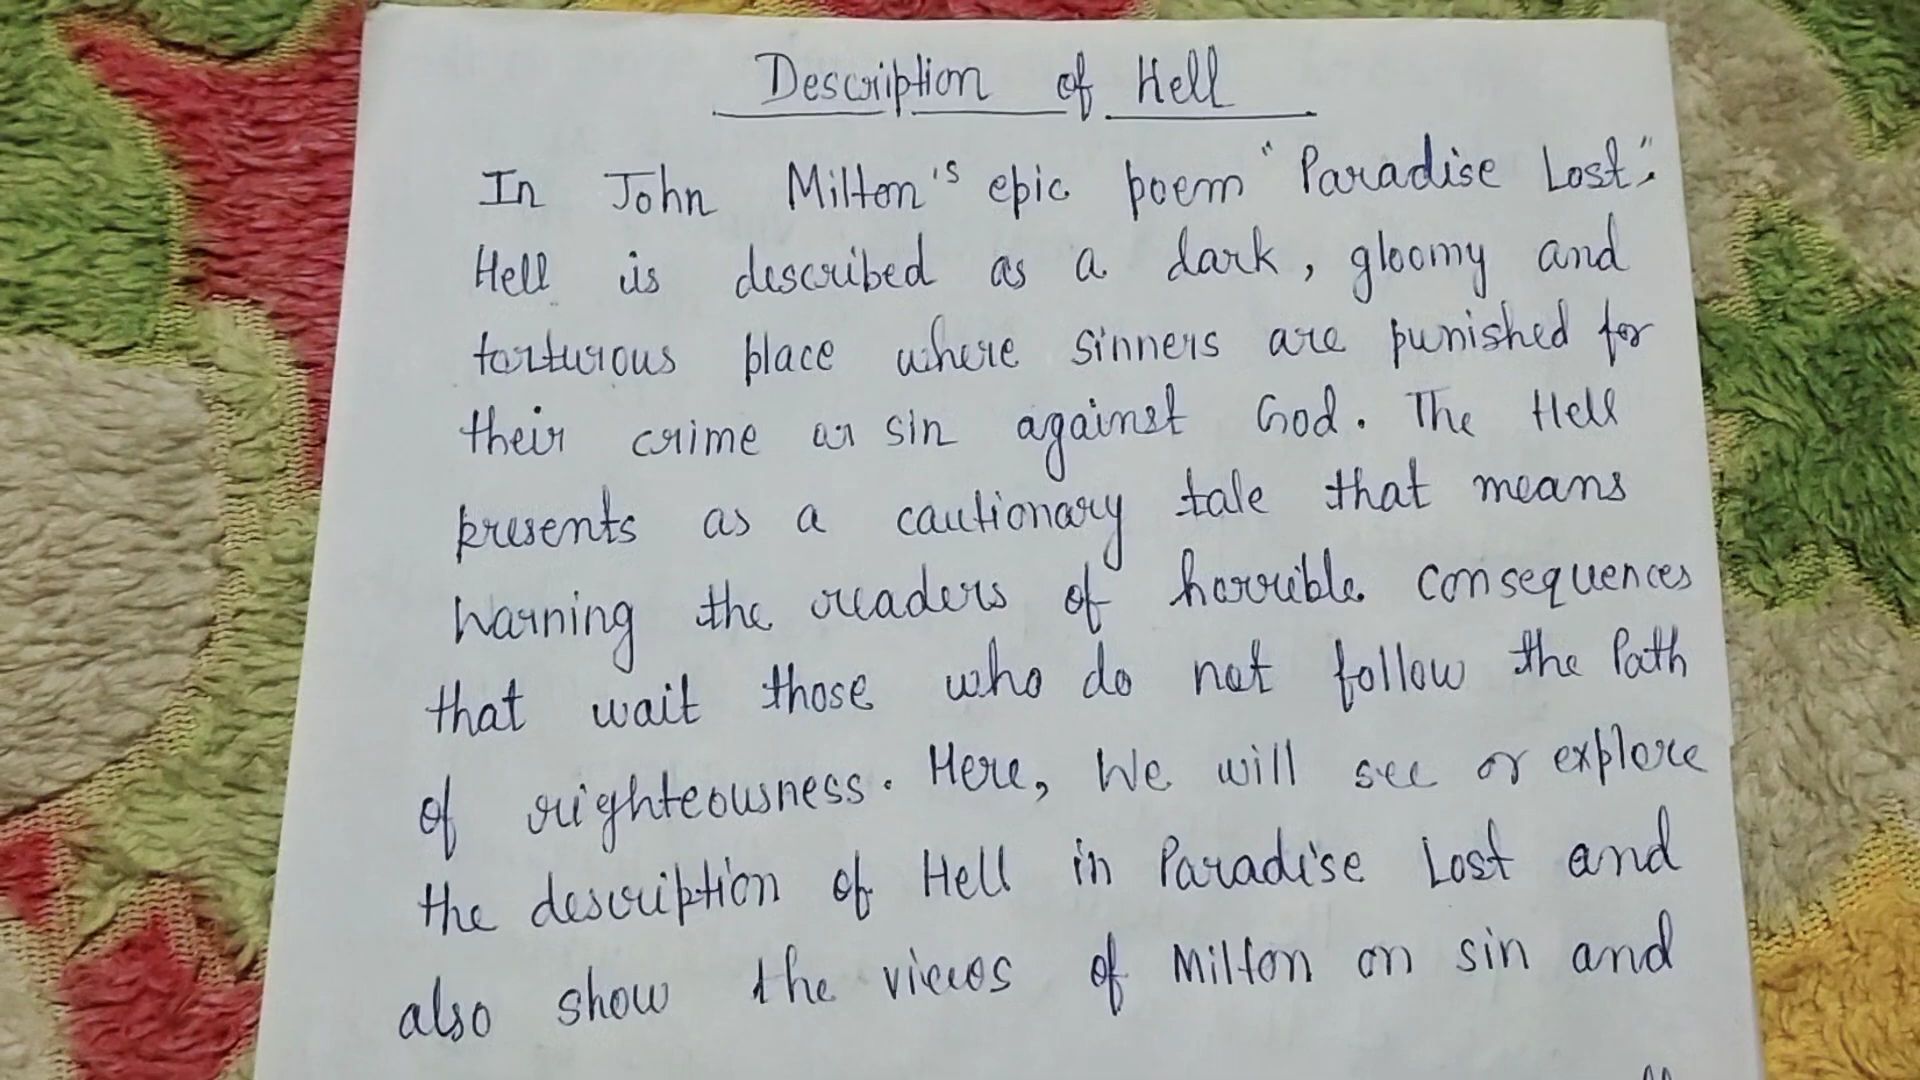 Description of Hell
In John Milton's epic poem "Paradise Lost".
Hell is described as a dark, gloomy and
torturous place where sinners are punished for
their crime or sin against God. The Hell
presents as a cautionary tale that means
Warning the readers of horrible consequences
that wait those who do not follow the Path
of righteousness. Here, We will see or explore
the description of Hell in Paradise Lost and
also show the views of Milton on sin and